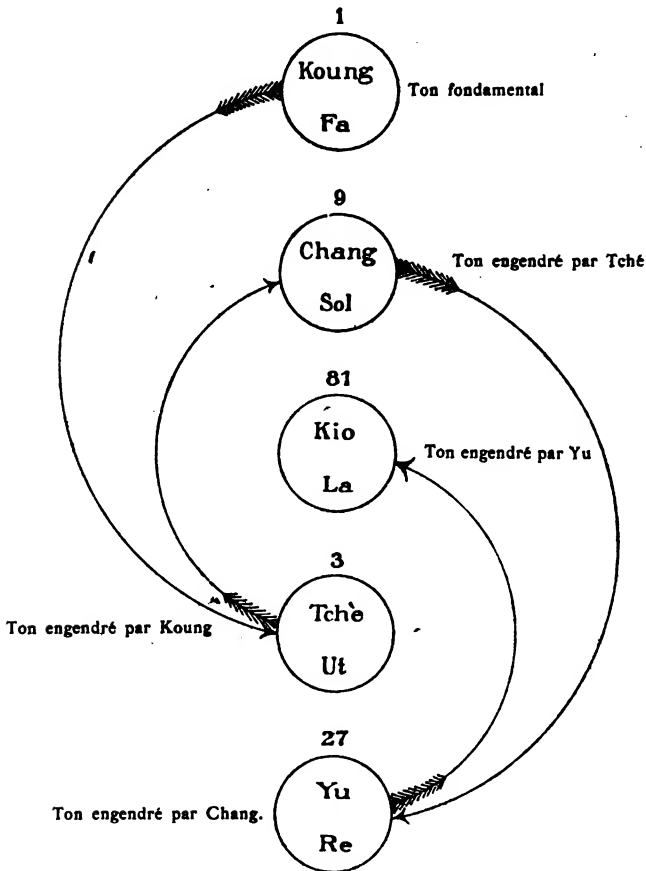 1
Koung
Ton fondamental
Fa
9
Chang
Ton engendré par Tché
Sol
81
Kio
Ton engendré par Yu
La
3
Tchè
Ton engendré par Koung
Ut
27
Yu
Ton engendré par Chang.
Re